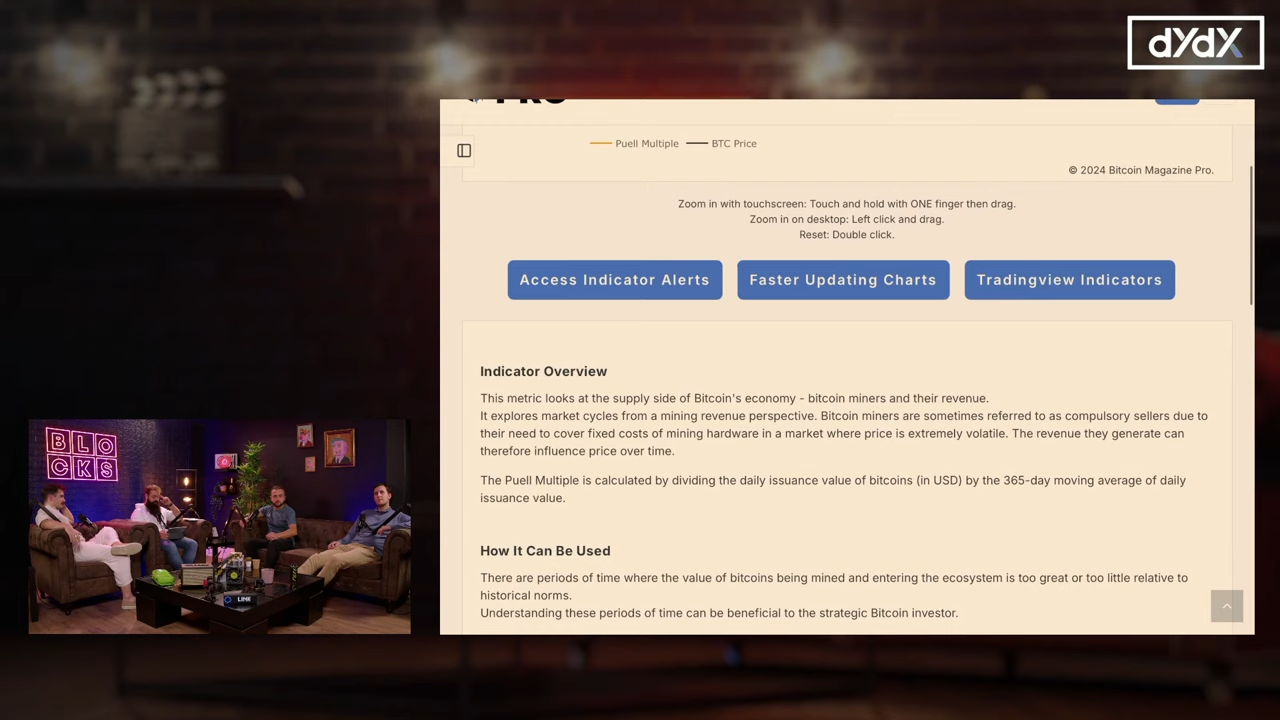 dYdX
PRO
Puell Multiple
BTC Price
© 2024 Bitcoin Magazine Pro.
Zoom in with touchscreen: Touch and hold with ONE finger then drag.
Zoom in on desktop: Left click and drag.
Reset: Double click.
Access Indicator Alerts
Faster Updating Charts
Tradingview Indicators
Indicator Overview
This metric looks at the supply side of Bitcoin's economy - bitcoin miners and their revenue.
It explores market cycles from a mining revenue perspective. Bitcoin miners are sometimes referred to as compulsory sellers due to
their need to cover fixed costs of mining hardware in a market where price is extremely volatile. The revenue they generate can
therefore influence price over time.
The Puell Multiple is calculated by dividing the daily issuance value of bitcoins (in USD) by the 365-day moving average of daily
issuance value.
How It Can Be Used
There are periods of time where the value of bitcoins being mined and entering the ecosystem is too great or too little relative to
historical norms.
Understanding these periods of time can be beneficial to the strategic Bitcoin investor.
BLO
CKS
LINK